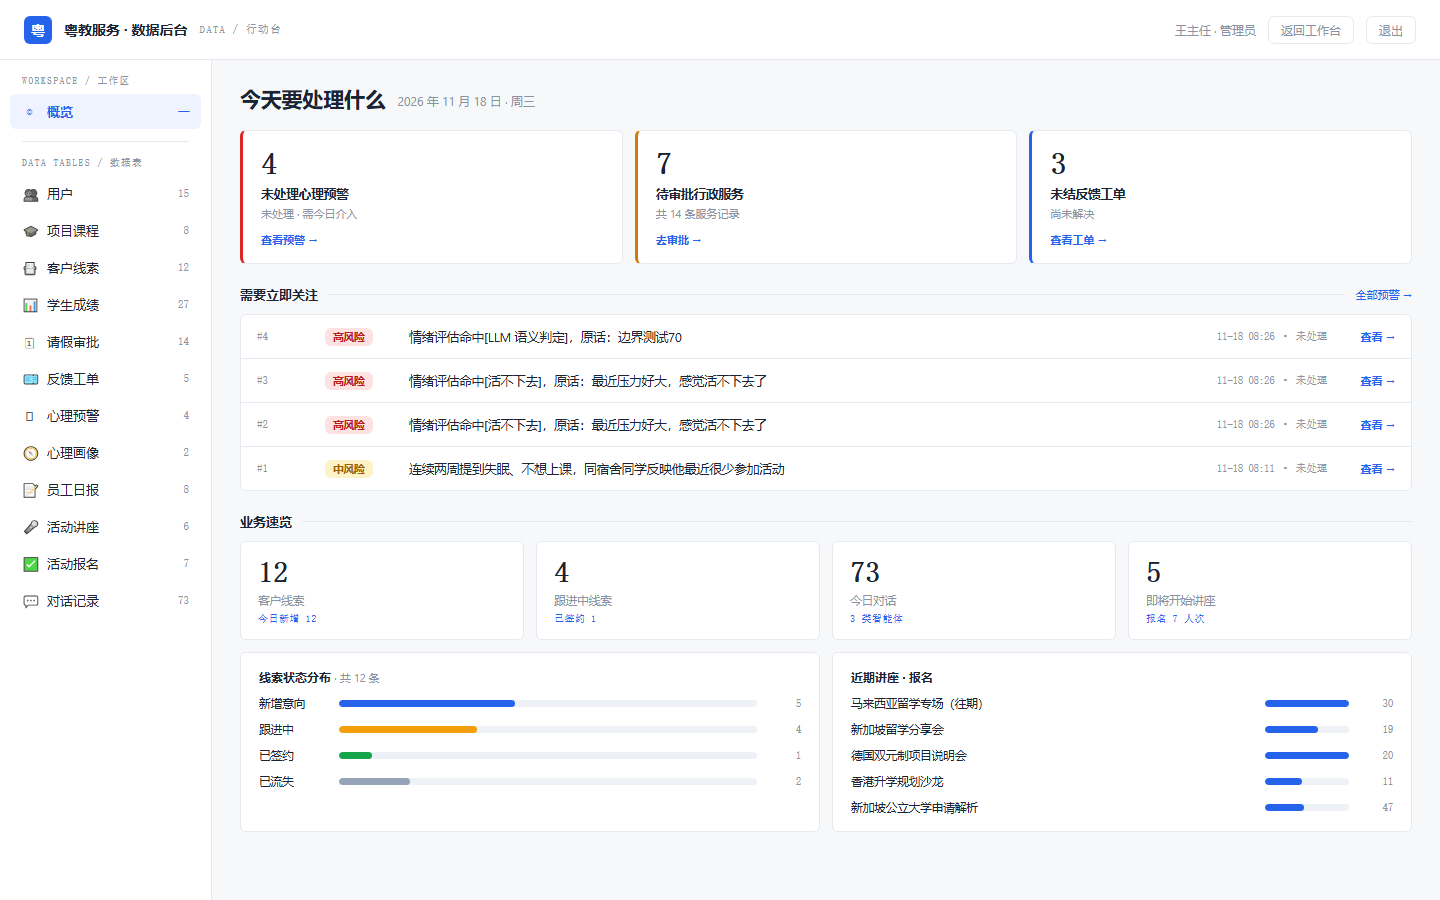 粤 粤教服务 · 数据后台 DATA / 行动台 王主任 · 管理员 返回工作台 退出
WORKSPACE / 工作区
概览 —
DATA TABLES / 数据表
用户 15
项目课程 8
客户线索 12
学生成绩 27
请假审批 14
反馈工单 5
心理预警 4
心理画像 2
员工日报 8
活动讲座 6
活动报名 7
对话记录 73
今天要处理什么 2026 年 11 月 18 日 · 周三
4
未处理心理预警
未处理 · 需今日介入
查看预警 →
7
待审批行政服务
共 14 条服务记录
去审批 →
3
未结反馈工单
尚未解决
查看工单 →
需要立即关注 全部预警 →
#4 高风险 情绪评估命中[LLM 语义判定]，原话：边界测试70 11-18 08:26 • 未处理 查看 →
#3 高风险 情绪评估命中[活不下去]，原话：最近压力好大，感觉活不下去了 11-18 08:26 • 未处理 查看 →
#2 高风险 情绪评估命中[活不下去]，原话：最近压力好大，感觉活不下去了 11-18 08:26 • 未处理 查看 →
#1 中风险 连续两周提到失眠、不想上课，同宿舍同学反映他最近很少参加活动 11-18 08:11 • 未处理 查看 →
业务速览
12
客户线索
今日新增 12
4
跟进中线索
已签约 1
73
今日对话
3 类智能体
5
即将开始讲座
报名 7 人次
线索状态分布 · 共 12 条
新增意向 5
跟进中 4
已签约 1
已流失 2
近期讲座 · 报名
马来西亚留学专场（往期） 30
新加坡留学分享会 19
德国双元制项目说明会 20
香港升学规划沙龙 11
新加坡公立大学申请解析 47